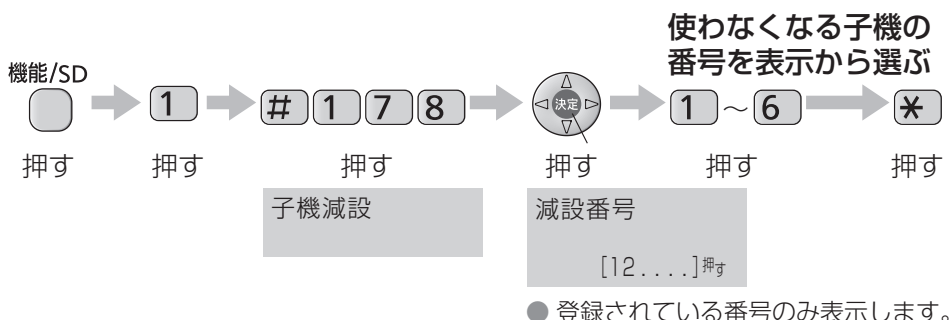 使わなくなる子機の
番号を表示から選ぶ
機能/SD
1 # 1 7 8 決定 1 ～ 6 ＊
押す 押す 押す 押す 押す 押す
子機減設
減設番号
[12....]押す
● 登録されている番号のみ表示します。